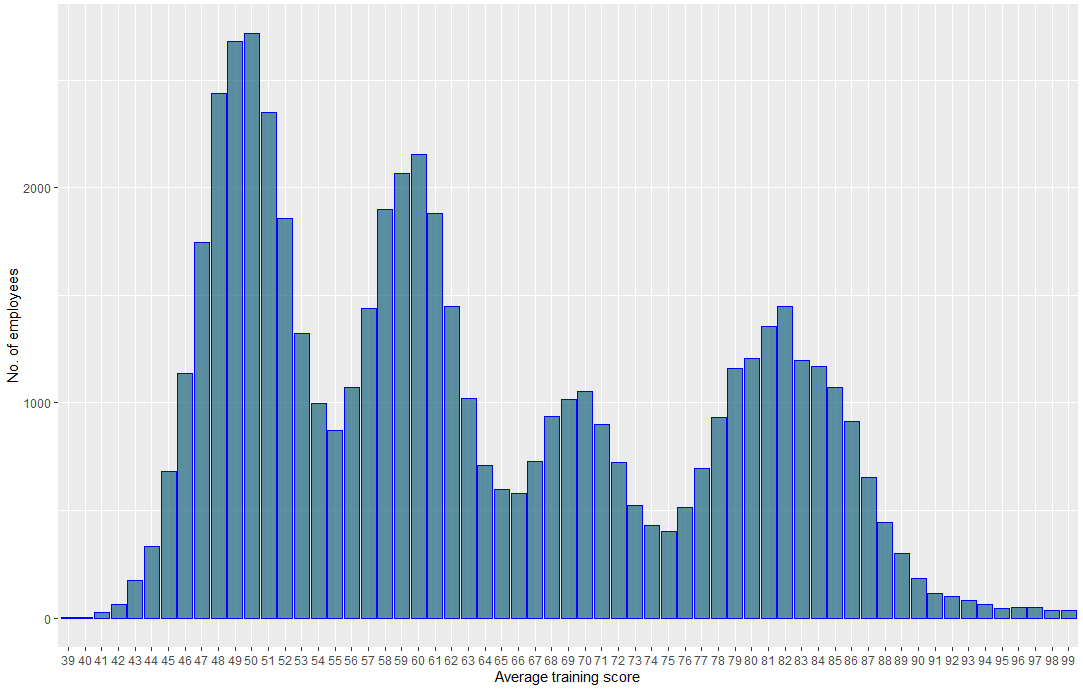 No. of employees
2000
1000
0
39 40 41 42 43 44 45 46 47 48 49 50 51 52 53 54 55 56 57 58 59 60 61 62 63 64 65 66 67 68 69 70 71 72 73 74 75 76 77 78 79 80 81 82 83 84 85 86 87 88 89 90 91 92 93 94 95 96 97 98 99
Average training score